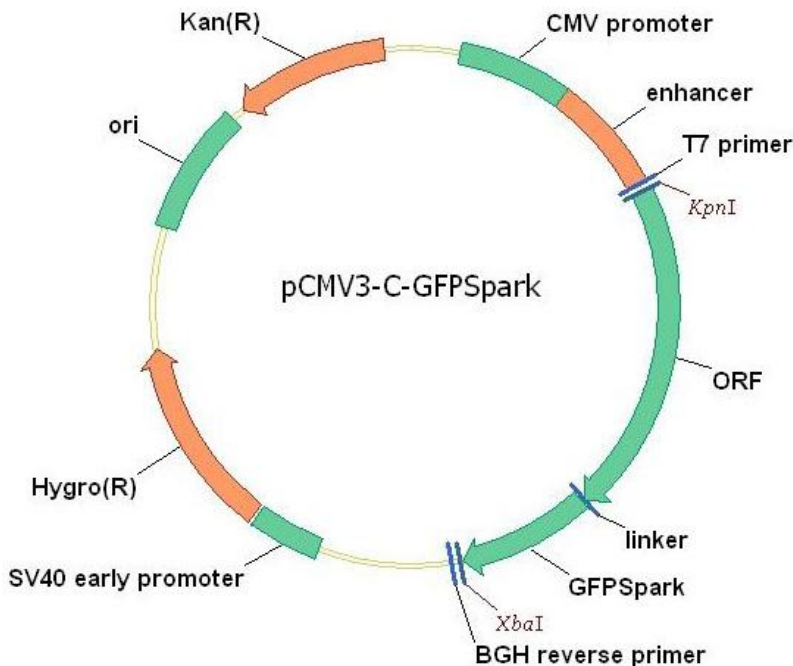 Kan(R)
CMV promoter
enhancer
ori
T7 primer
KpnI
pCMV3-C-GFPSpark
ORF
Hygro(R)
linker
SV40 early promoter
GFPSpark
XbaI
BGH reverse primer